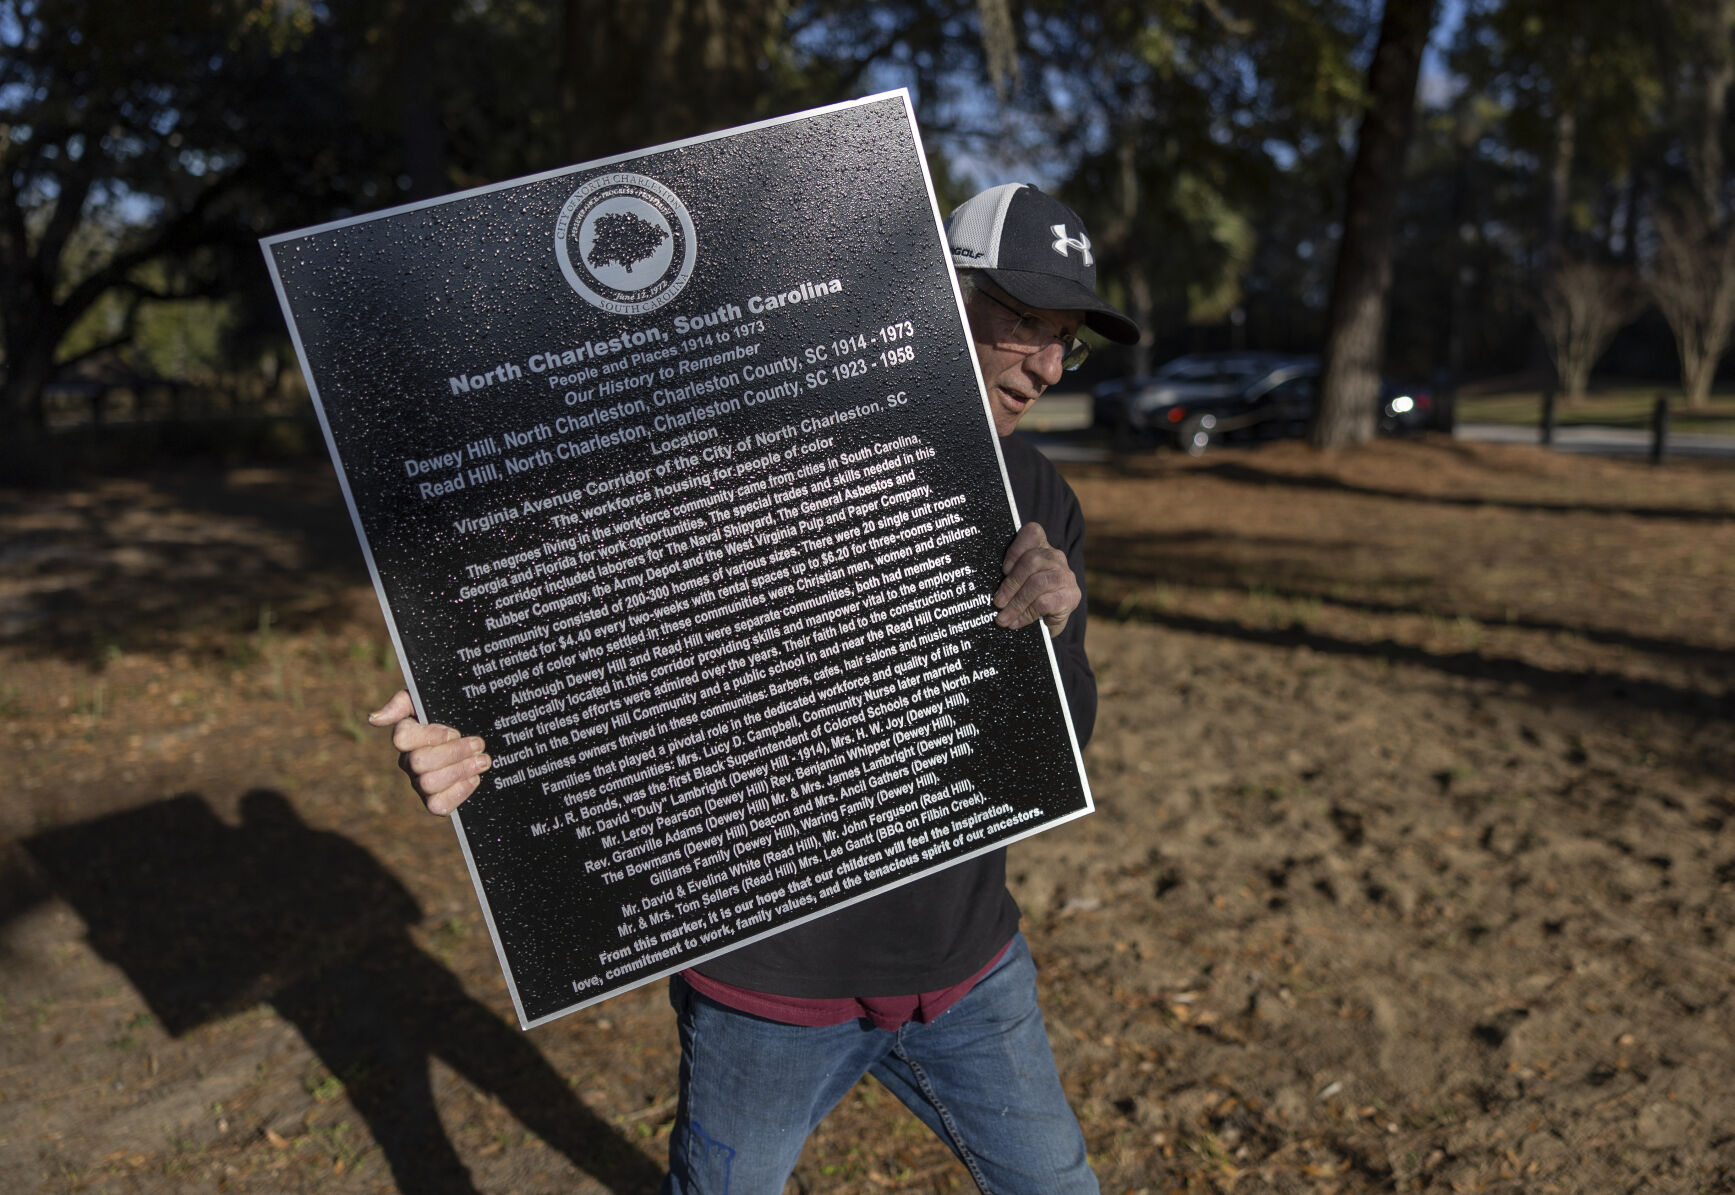 CITY of NORTH CHARLESTON
June 12, 1972
SOUTH CAROLINA
North Charleston, South Carolina
People and Places 1914 to 1973
Our History to Remember
Dewey Hill, North Charleston, Charleston County, SC 1914 - 1973
Read Hill, North Charleston, Charleston County, SC 1923 - 1958
Location
Virginia Avenue Corridor of the City of North Charleston, SC
The workforce housing for people of color
The negroes living in the workforce community came from cities in South Carolina,
Georgia and Florida for work opportunities. The special trades and skills needed in this
corridor included laborers for The Naval Shipyard, The General Asbestos and
Rubber Company, the Army Depot and the West Virginia Pulp and Paper Company.
The community consisted of 200-300 homes of various sizes. There were 20 single unit rooms
that rented for $4.40 every two-weeks with rental spaces up to $6.20 for three-rooms units.
The people of color who settled in these communities were Christian men, women and children.
Although Dewey Hill and Read Hill were separate communities, both had members
strategically located in this corridor providing skills and manpower vital to the employers.
Their tireless efforts were admired over the years. Their faith led to the construction of a
church in the Dewey Hill Community and a public school in and near the Read Hill Community.
Small business owners thrived in these communities: Barbers, cafes, hair salons and music instructors
Families that played a pivotal role in the dedicated workforce and quality of life in
these communities: Mrs. Lucy D. Campbell, Community Nurse later married
Mr. J. R. Bonds, was the first Black Superintendent of Colored Schools of the North Area.
Mr. David "Duly" Lambright (Dewey Hill - 1914), Mrs. H. W. Joy (Dewey Hill),
Mr. Leroy Pearson (Dewey Hill) Rev. Benjamin Whipper (Dewey Hill),
Rev. Granville Adams (Dewey Hill) Mr. & Mrs. James Lambright (Dewey Hill),
The Bowmans (Dewey Hill) Deacon and Mrs. Ancil Gathers (Dewey Hill),
Gillians Family (Dewey Hill), Waring Family (Dewey Hill),
Mr. David & Evelina White (Read Hill), Mr. John Ferguson (Read Hill),
Mr. & Mrs. Tom Sellers (Read Hill) Mrs. Lee Gantt (BBQ on Filbin Creek).
From this marker, it is our hope that our children will feel the inspiration,
love, commitment to work, family values, and the tenacious spirit of our ancestors.
GOLF